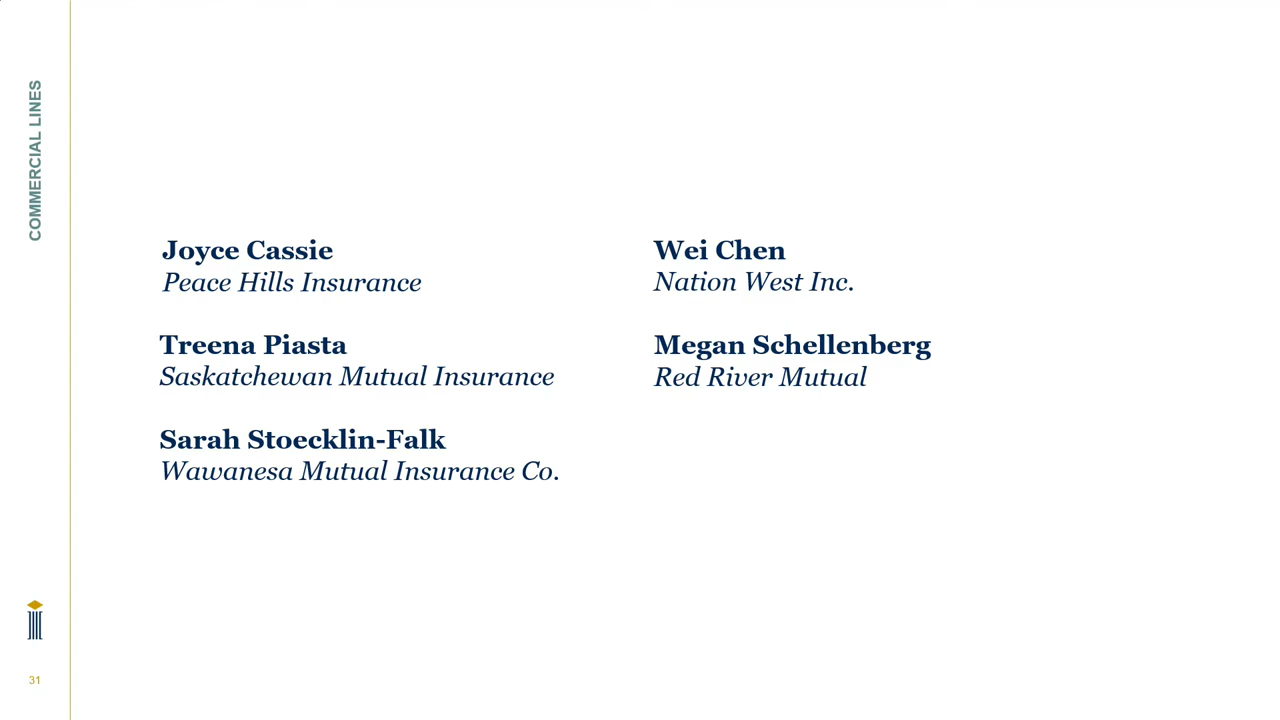 COMMERCIAL LINES
Joyce Cassie
Peace Hills Insurance
Treena Piasta
Saskatchewan Mutual Insurance
Sarah Stoecklin-Falk
Wawanesa Mutual Insurance Co.
Wei Chen
Nation West Inc.
Megan Schellenberg
Red River Mutual
31